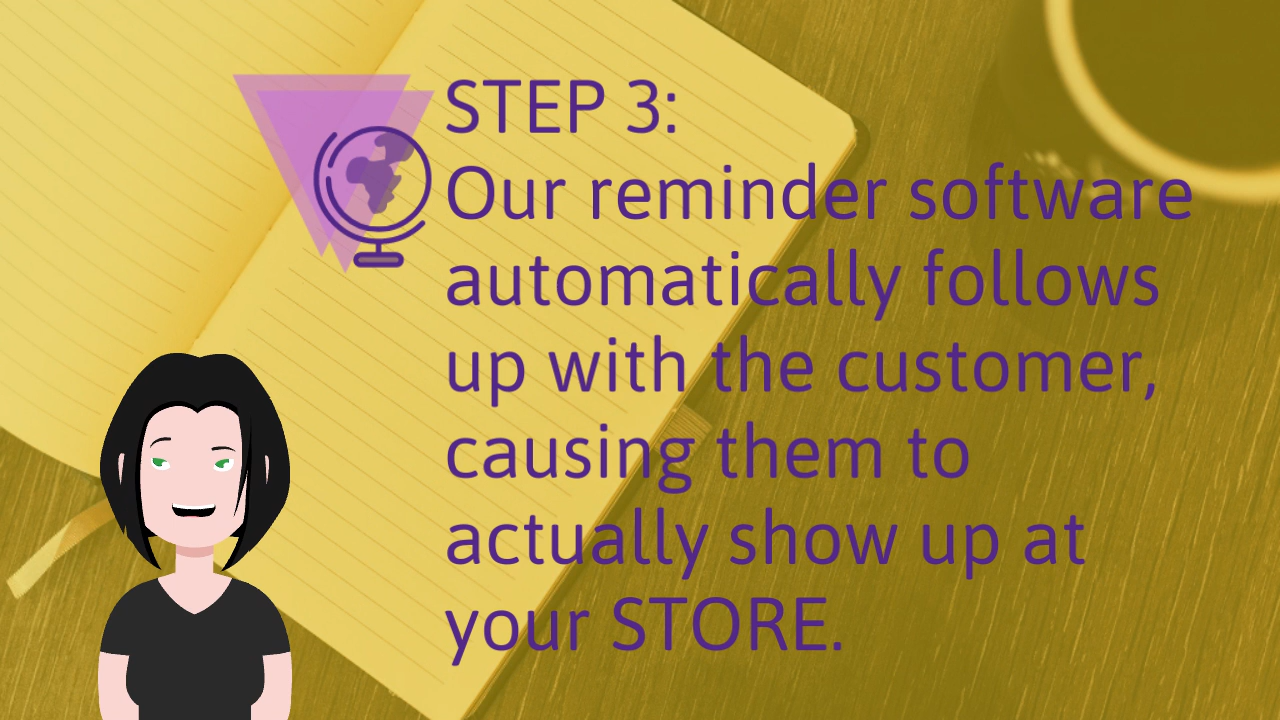 STEP 3:
Our reminder software
automatically follows
up with the customer,
causing them to
actually show up at
your STORE.